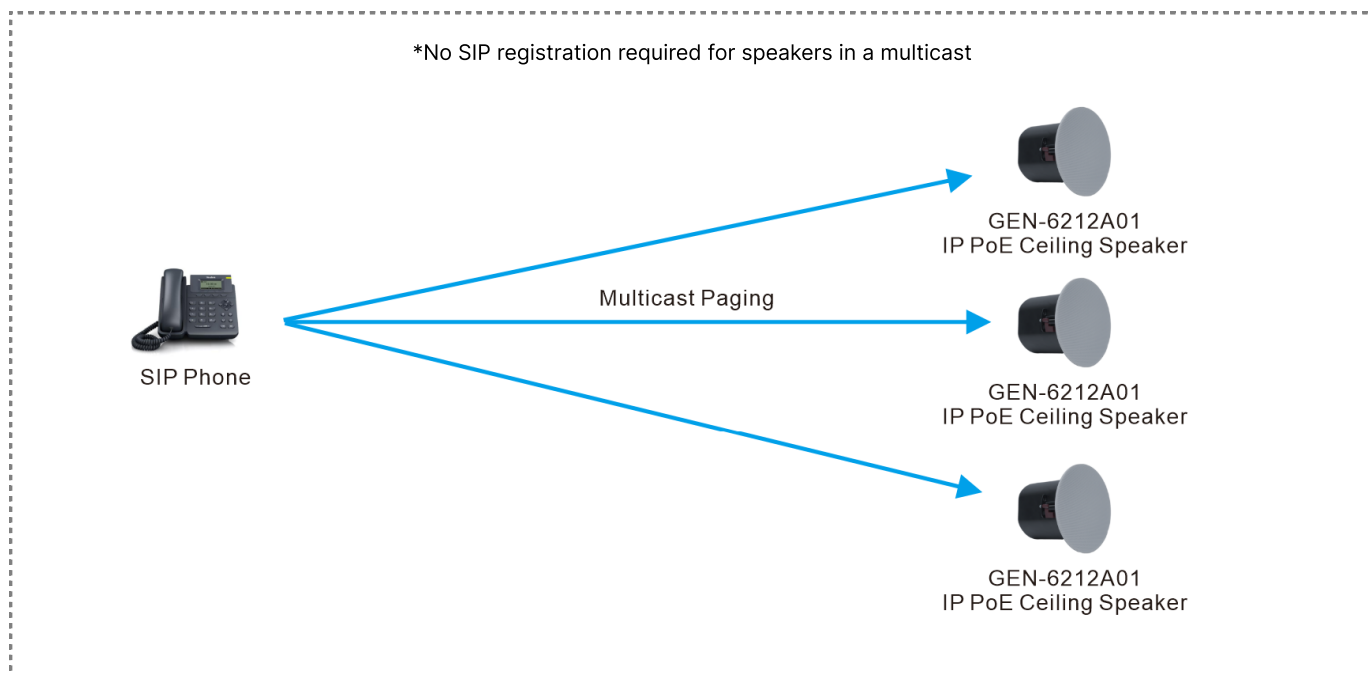 *No SIP registration required for speakers in a multicast
GEN-6212A01
IP PoE Ceiling Speaker
Multicast Paging
SIP Phone
GEN-6212A01
IP PoE Ceiling Speaker
GEN-6212A01
IP PoE Ceiling Speaker